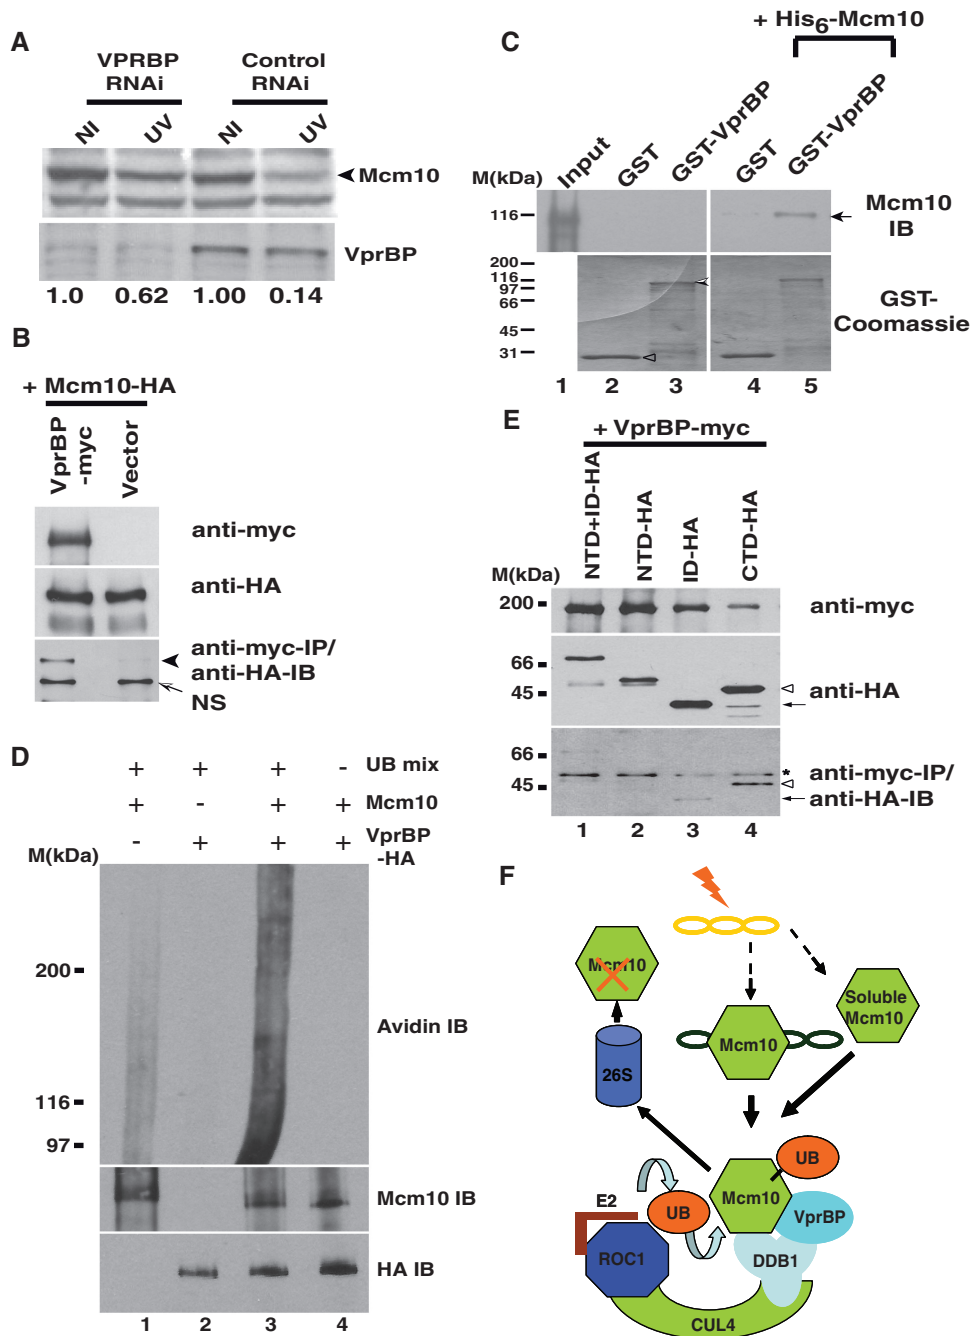 A
VPRBP
RNAi
Control
RNAi
NI
UV
NI
UV
Mcm10
VprBP
1.0 0.62 1.00 0.14
B
+ Mcm10-HA
VprBP
-myc
Vector
anti-myc
anti-HA
anti-myc-IP/
anti-HA-IB
NS
C
+ His6-Mcm10
Input
GST
GST-VprBP
GST
GST-VprBP
M(kDa)
116
Mcm10
IB
200
116
97
66
45
31
GST-
Coomassie
1 2 3 4 5
D
+ + + - UB mix
+ - + + Mcm10
- + + + VprBP
-HA
M(kDa)
200
116
97
Avidin IB
Mcm10 IB
HA IB
1 2 3 4
E
+ VprBP-myc
NTD+ID-HA
NTD-HA
ID-HA
CTD-HA
M(kDa)
200
anti-myc
66
45
anti-HA
66
45
*
anti-myc-IP/
anti-HA-IB
1 2 3 4
F
Mcm10
Soluble
Mcm10
Mcm10
26S
UB
Mcm10
VprBP
E2
UB
ROC1
DDB1
CUL4